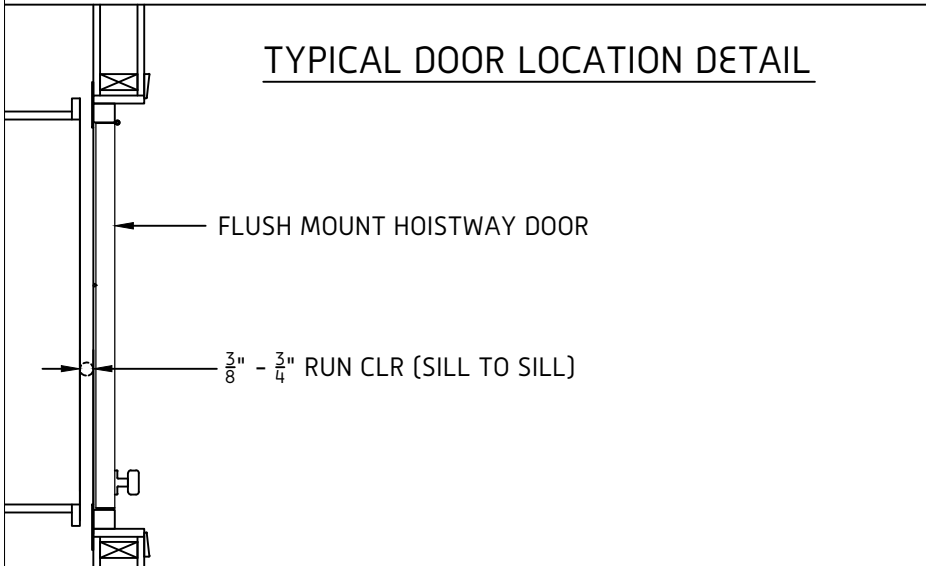 TYPICAL DOOR LOCATION DETAIL
FLUSH MOUNT HOISTWAY DOOR
3/8" - 3/4" RUN CLR (SILL TO SILL)